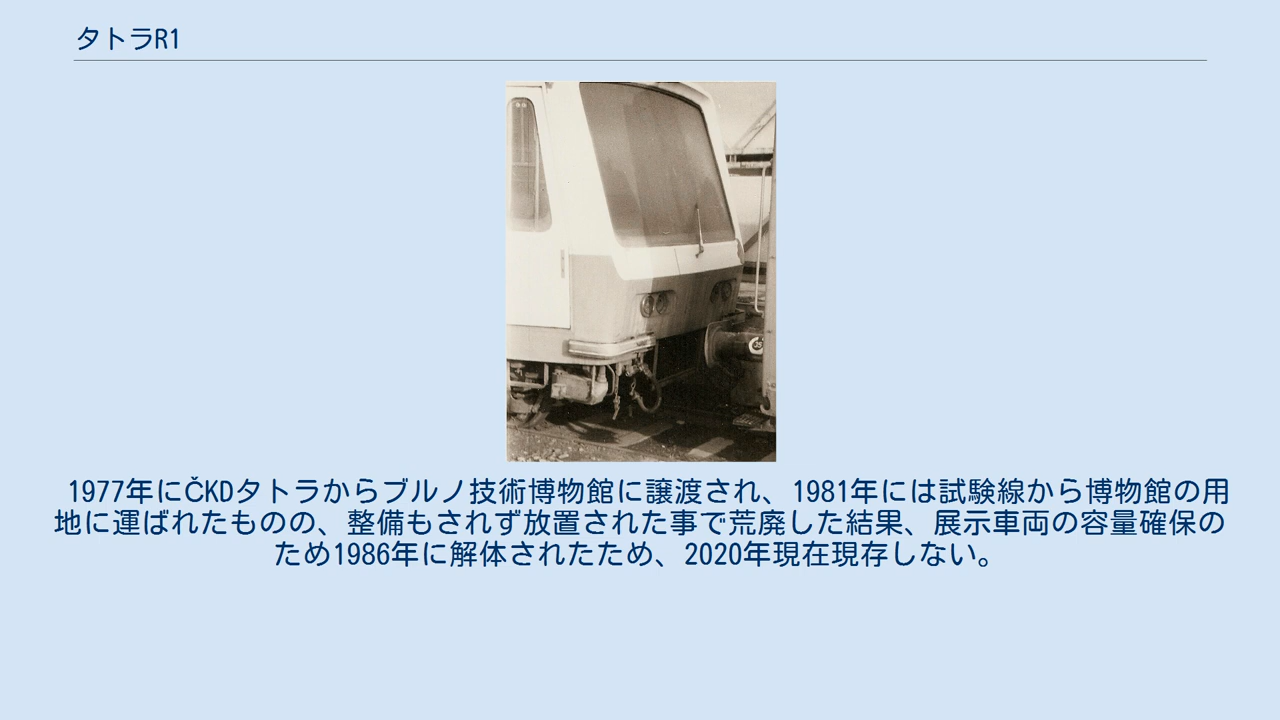 タトラR1
1977年にČKDタトラからブルノ技術博物館に譲渡され、1981年には試験線から博物館の用
地に運ばれたものの、整備もされず放置された事で荒廃した結果、展示車両の容量確保の
ため1986年に解体されたため、2020年現在現存しない。